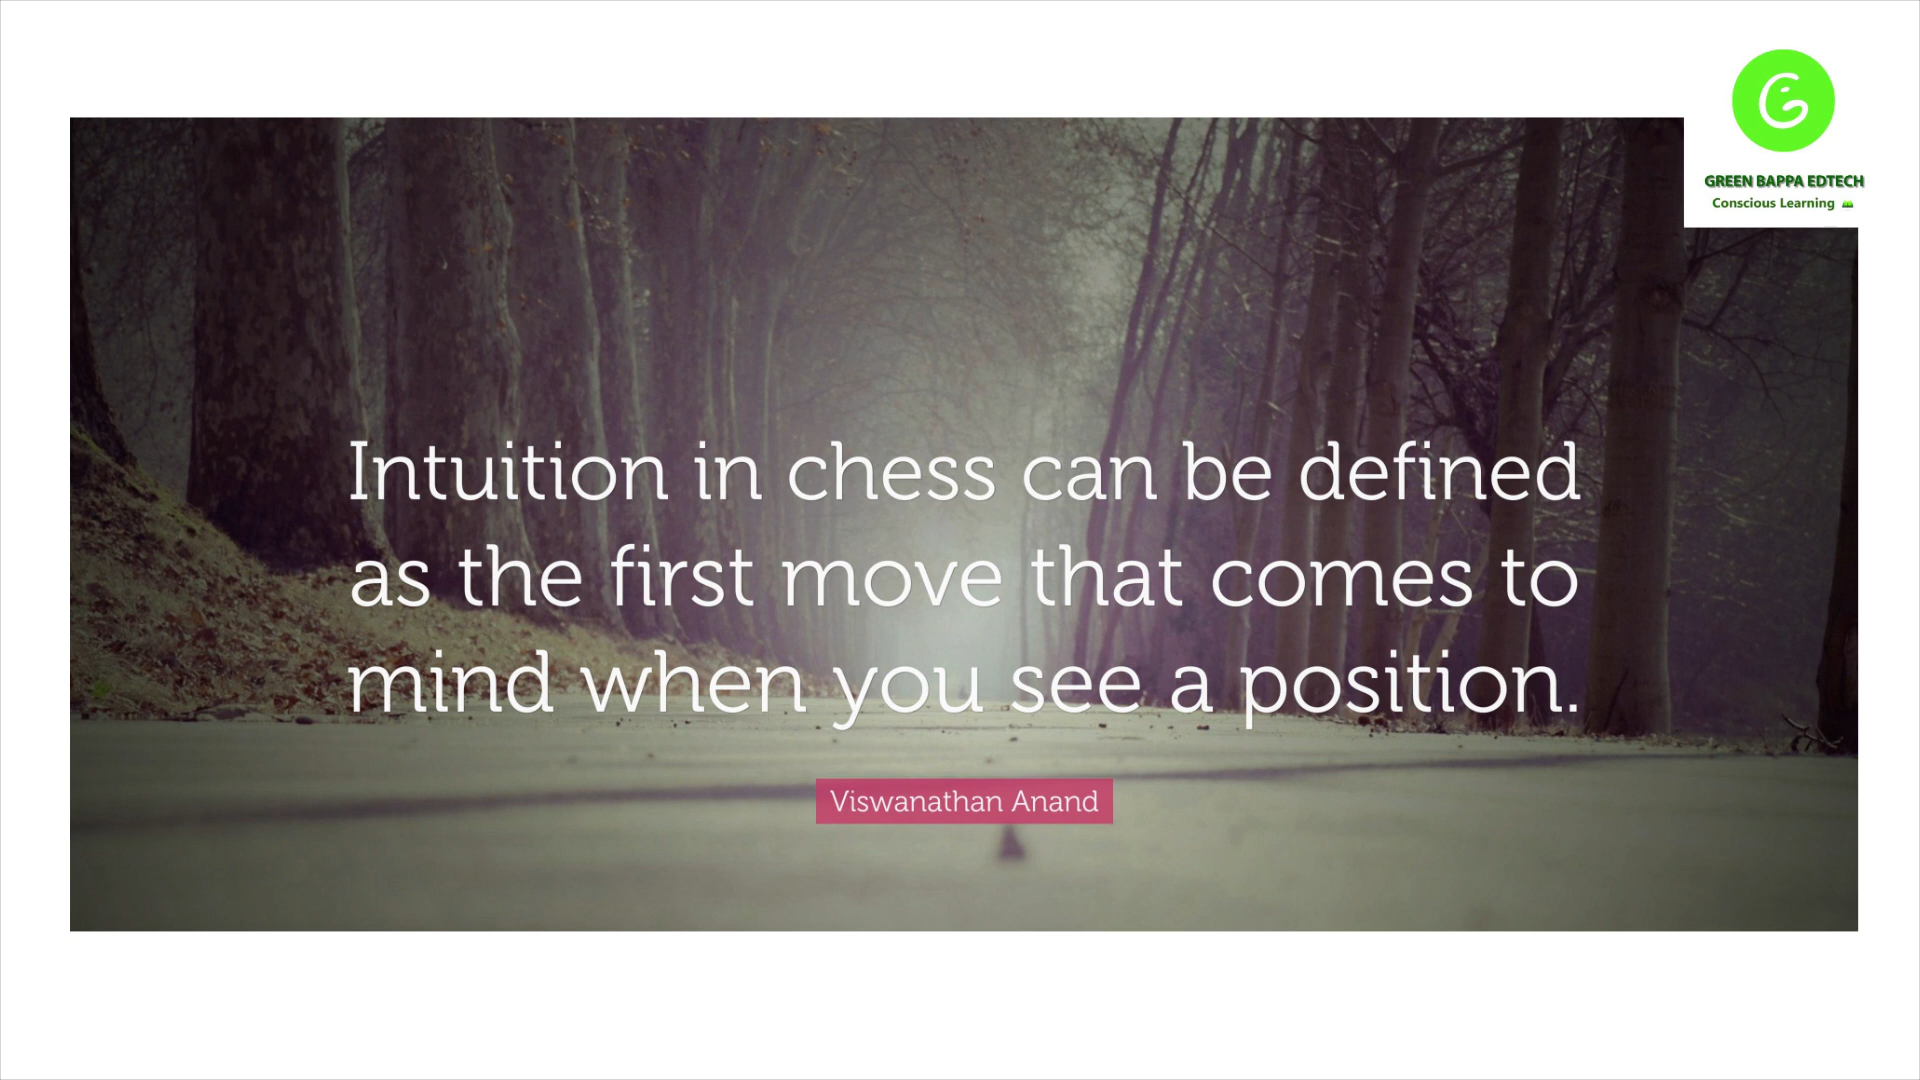 GREEN BAPPA EDTECH
Conscious Learning
Intuition in chess can be defined
as the first move that comes to
mind when you see a position.
Viswanathan Anand